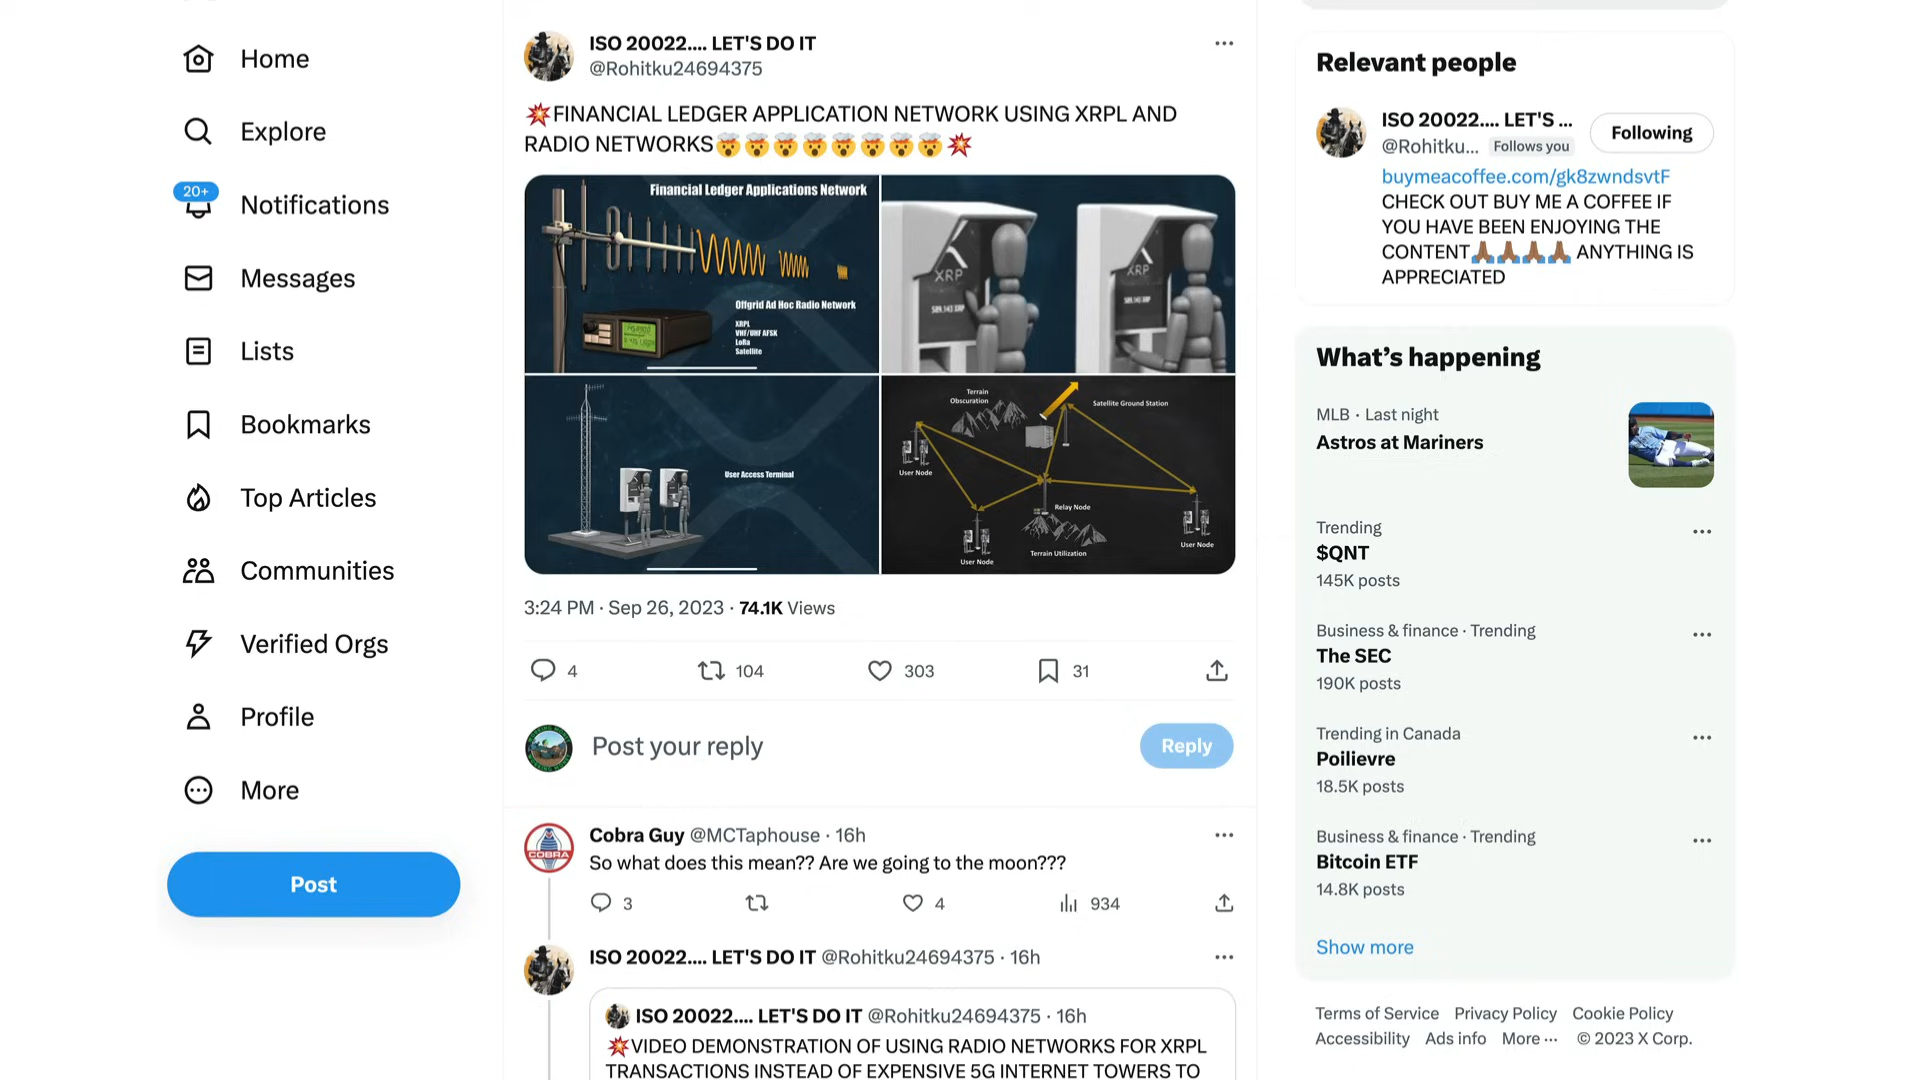 Home
Explore
20+
Notifications
Messages
Lists
Bookmarks
Top Articles
Communities
Verified Orgs
Profile
More
Post
ISO 20022.... LET'S DO IT
@Rohitku24694375
💥FINANCIAL LEDGER APPLICATION NETWORK USING XRPL AND
RADIO NETWORKS🤯🤯🤯🤯🤯🤯🤯🤯💥
Financial Ledger Applications Network
Offgrid Ad Hoc Radio Network
XRPL
VHF/UHF AFSK
LoRa
Satellite
XRP
589.143 XRP
XRP
589.143 XRP
User Access Terminal
Terrain
Obscuration
Satellite Ground Station
User Node
Relay Node
User Node
Terrain Utilization
User Node
3:24 PM · Sep 26, 2023 · 74.1K Views
4
104
303
31
Post your reply
Reply
COBRA
Cobra Guy @MCTaphouse · 16h
So what does this mean?? Are we going to the moon???
3
4
934
ISO 20022.... LET'S DO IT @Rohitku24694375 · 16h
ISO 20022.... LET'S DO IT @Rohitku24694375 · 16h
💥VIDEO DEMONSTRATION OF USING RADIO NETWORKS FOR XRPL
TRANSACTIONS INSTEAD OF EXPENSIVE 5G INTERNET TOWERS TO
Relevant people
ISO 20022.... LET'S ...
@Rohitku... Follows you
Following
buymeacoffee.com/gk8zwndsvtF
CHECK OUT BUY ME A COFFEE IF
YOU HAVE BEEN ENJOYING THE
CONTENT🙏🏾🙏🏾🙏🏾🙏🏾 ANYTHING IS
APPRECIATED
What's happening
MLB · Last night
Astros at Mariners
Trending
$QNT
145K posts
Business & finance · Trending
The SEC
190K posts
Trending in Canada
Poilievre
18.5K posts
Business & finance · Trending
Bitcoin ETF
14.8K posts
Show more
Terms of Service Privacy Policy Cookie Policy
Accessibility Ads info More ··· © 2023 X Corp.